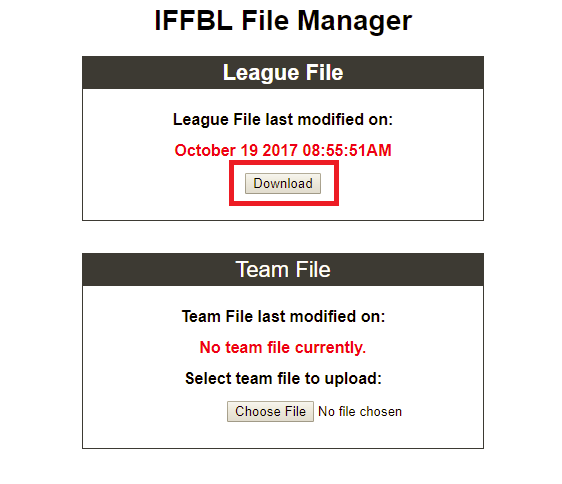 IFFBL File Manager
League File
League File last modified on:
October 19 2017 08:55:51AM
Download
Team File
Team File last modified on:
No team file currently.
Select team file to upload:
Choose File No file chosen